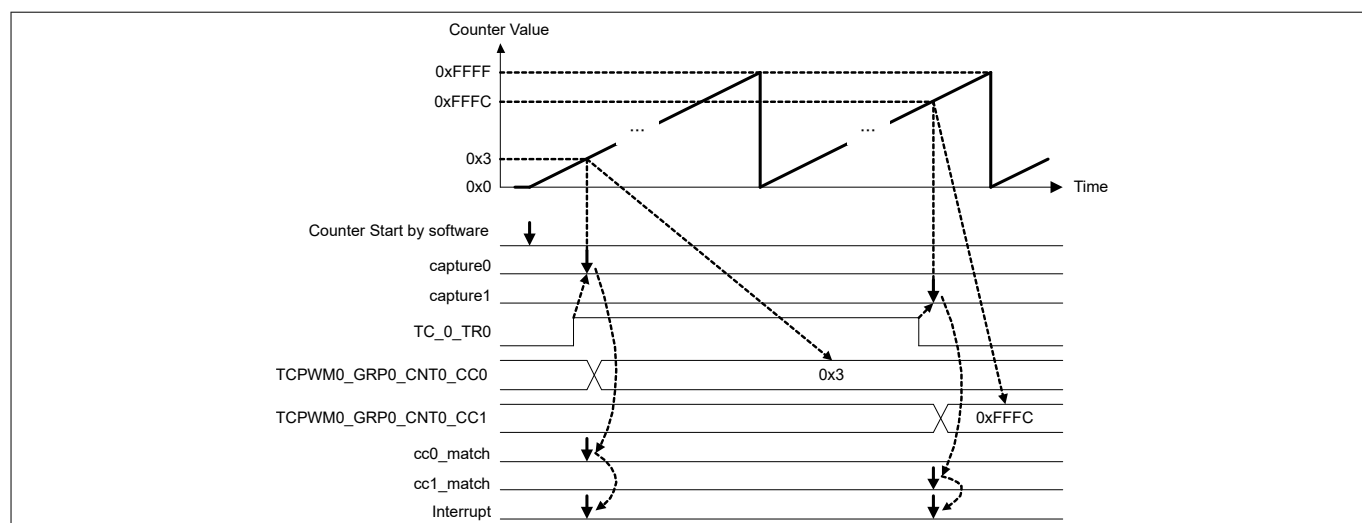 Counter Value
0xFFFF
0xFFFC
... ...
0x3
0x0
Time
Counter Start by software
capture0
capture1
TC_0_TR0
TCPWM0_GRP0_CNT0_CC0 0x3
TCPWM0_GRP0_CNT0_CC1 0xFFFC
cc0_match
cc1_match
Interrupt